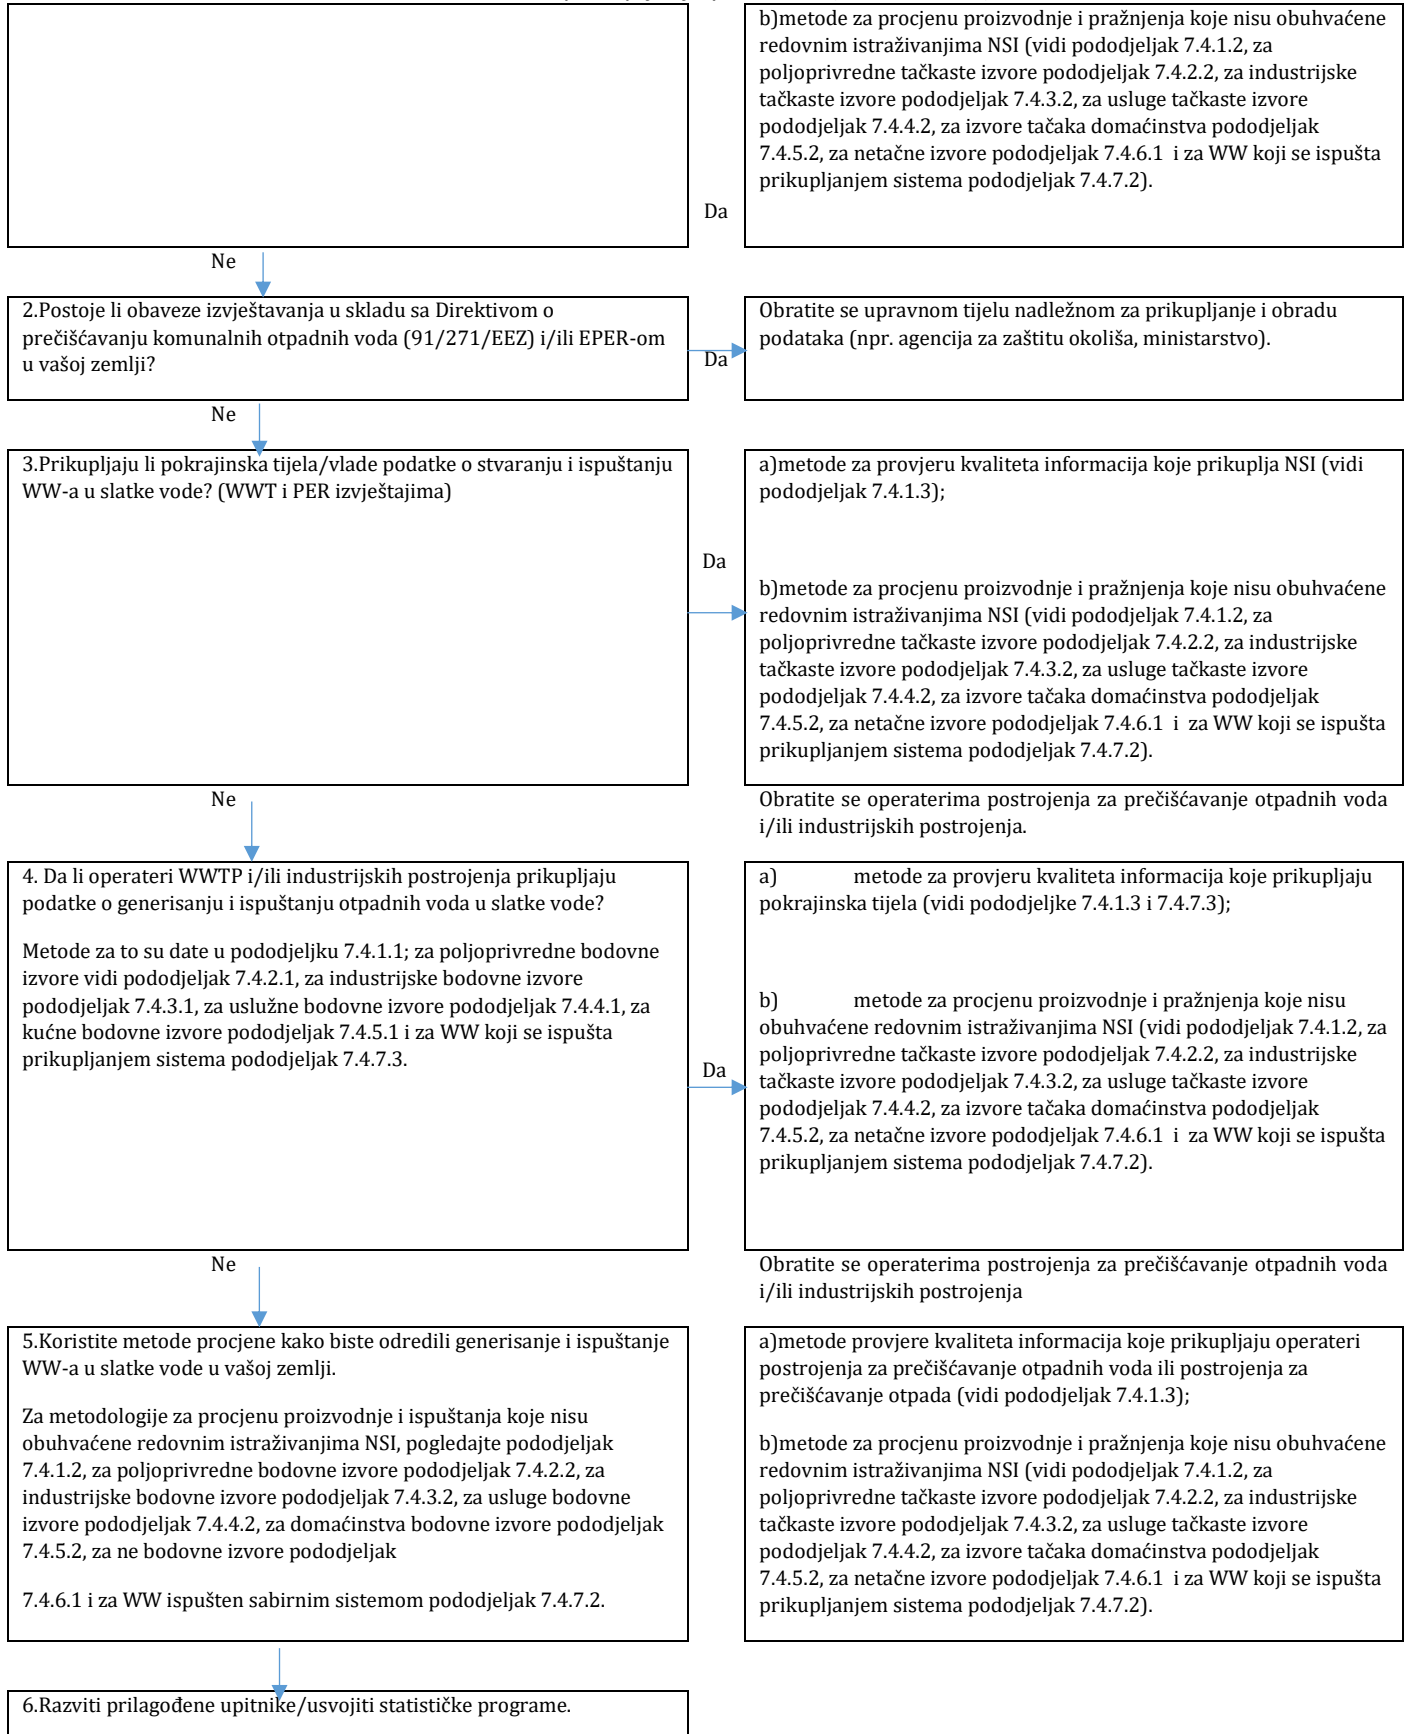 b)metode za procjenu proizvodnje i pražnjenja koje nisu obuhvaćene
redovnim istraživanjima NSI (vidi pododjeljak 7.4.1.2, za
poljoprivredne tačkaste izvore pododjeljak 7.4.2.2, za industrijske
tačkaste izvore pododjeljak 7.4.3.2, za usluge tačkaste izvore
pododjeljak 7.4.4.2, za izvore tačaka domaćinstva pododjeljak
7.4.5.2, za netačne izvore pododjeljak 7.4.6.1 i za WW koji se ispušta
prikupljanjem sistema pododjeljak 7.4.7.2).
Da
Ne
2.Postoje li obaveze izvještavanja u skladu sa Direktivom o
prečišćavanju komunalnih otpadnih voda (91/271/EEZ) i/ili EPER-om
u vašoj zemlji?
Da
Obratite se upravnom tijelu nadležnom za prikupljanje i obradu
podataka (npr. agencija za zaštitu okoliša, ministarstvo).
Ne
3.Prikupljaju li pokrajinska tijela/vlade podatke o stvaranju i ispuštanju
WW-a u slatke vode? (WWT i PER izvještajima)
Da
a)metode za provjeru kvaliteta informacija koje prikuplja NSI (vidi
pododjeljak 7.4.1.3);
b)metode za procjenu proizvodnje i pražnjenja koje nisu obuhvaćene
redovnim istraživanjima NSI (vidi pododjeljak 7.4.1.2, za
poljoprivredne tačkaste izvore pododjeljak 7.4.2.2, za industrijske
tačkaste izvore pododjeljak 7.4.3.2, za usluge tačkaste izvore
pododjeljak 7.4.4.2, za izvore tačaka domaćinstva pododjeljak
7.4.5.2, za netačne izvore pododjeljak 7.4.6.1 i za WW koji se ispušta
prikupljanjem sistema pododjeljak 7.4.7.2).
Ne
Obratite se operaterima postrojenja za prečišćavanje otpadnih voda
i/ili industrijskih postrojenja.
4. Da li operateri WWTP i/ili industrijskih postrojenja prikupljaju
podatke o generisanju i ispuštanju otpadnih voda u slatke vode?
Metode za to su date u pododjeljku 7.4.1.1; za poljoprivredne bodovne
izvore vidi pododjeljak 7.4.2.1, za industrijske bodovne izvore
pododjeljak 7.4.3.1, za uslužne bodovne izvore pododjeljak 7.4.4.1, za
kućne bodovne izvore pododjeljak 7.4.5.1 i za WW koji se ispušta
prikupljanjem sistema pododjeljak 7.4.7.3.
Da
a) metode za provjeru kvaliteta informacija koje prikupljaju
pokrajinska tijela (vidi pododjeljke 7.4.1.3 i 7.4.7.3);
b) metode za procjenu proizvodnje i pražnjenja koje nisu
obuhvaćene redovnim istraživanjima NSI (vidi pododjeljak 7.4.1.2, za
poljoprivredne tačkaste izvore pododjeljak 7.4.2.2, za industrijske
tačkaste izvore pododjeljak 7.4.3.2, za usluge tačkaste izvore
pododjeljak 7.4.4.2, za izvore tačaka domaćinstva pododjeljak
7.4.5.2, za netačne izvore pododjeljak 7.4.6.1 i za WW koji se ispušta
prikupljanjem sistema pododjeljak 7.4.7.2).
Ne
Obratite se operaterima postrojenja za prečišćavanje otpadnih voda
i/ili industrijskih postrojenja
5.Koristite metode procjene kako biste odredili generisanje i ispuštanje
WW-a u slatke vode u vašoj zemlji.
Za metodologije za procjenu proizvodnje i ispuštanja koje nisu
obuhvaćene redovnim istraživanjima NSI, pogledajte pododjeljak
7.4.1.2, za poljoprivredne bodovne izvore pododjeljak 7.4.2.2, za
industrijske bodovne izvore pododjeljak 7.4.3.2, za usluge bodovne
izvore pododjeljak 7.4.4.2, za domaćinstva bodovne izvore pododjeljak
7.4.5.2, za ne bodovne izvore pododjeljak
7.4.6.1 i za WW ispušten sabirnim sistemom pododjeljak 7.4.7.2.
a)metode provjere kvaliteta informacija koje prikupljaju operateri
postrojenja za prečišćavanje otpadnih voda ili postrojenja za
prečišćavanje otpada (vidi pododjeljak 7.4.1.3);
b)metode za procjenu proizvodnje i pražnjenja koje nisu obuhvaćene
redovnim istraživanjima NSI (vidi pododjeljak 7.4.1.2, za
poljoprivredne tačkaste izvore pododjeljak 7.4.2.2, za industrijske
tačkaste izvore pododjeljak 7.4.3.2, za usluge tačkaste izvore
pododjeljak 7.4.4.2, za izvore tačaka domaćinstva pododjeljak
7.4.5.2, za netačne izvore pododjeljak 7.4.6.1 i za WW koji se ispušta
prikupljanjem sistema pododjeljak 7.4.7.2).
6.Razviti prilagođene upitnike/usvojiti statističke programe.